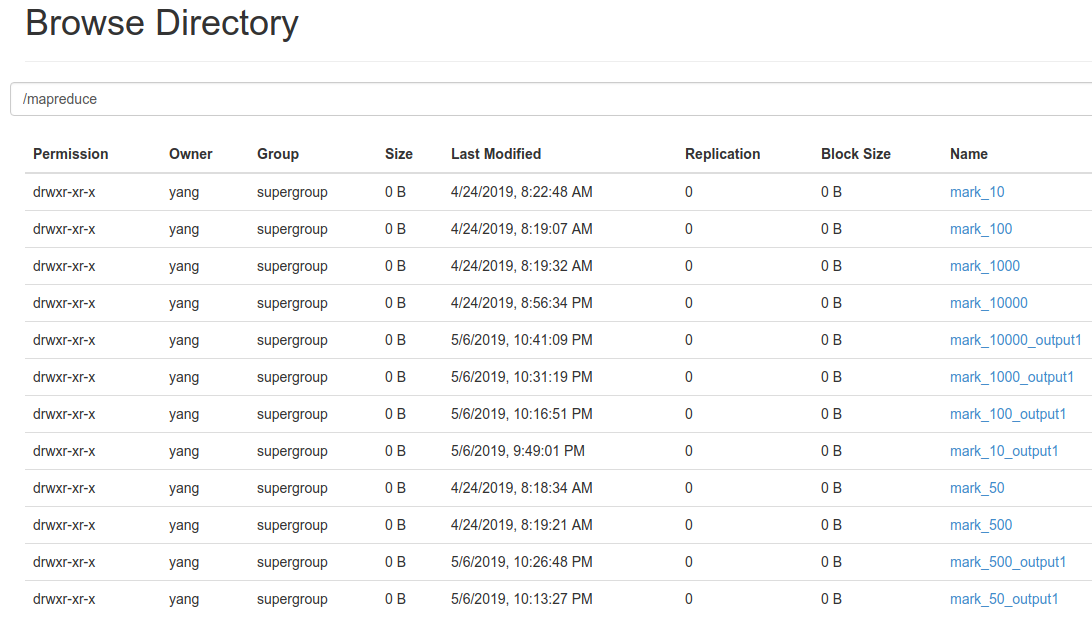 Browse Directory
/mapreduce
Permission Owner Group Size Last Modified Replication Block Size Name
drwxr-xr-x yang supergroup 0 B 4/24/2019, 8:22:48 AM 0 0 B mark_10
drwxr-xr-x yang supergroup 0 B 4/24/2019, 8:19:07 AM 0 0 B mark_100
drwxr-xr-x yang supergroup 0 B 4/24/2019, 8:19:32 AM 0 0 B mark_1000
drwxr-xr-x yang supergroup 0 B 4/24/2019, 8:56:34 PM 0 0 B mark_10000
drwxr-xr-x yang supergroup 0 B 5/6/2019, 10:41:09 PM 0 0 B mark_10000_output1
drwxr-xr-x yang supergroup 0 B 5/6/2019, 10:31:19 PM 0 0 B mark_1000_output1
drwxr-xr-x yang supergroup 0 B 5/6/2019, 10:16:51 PM 0 0 B mark_100_output1
drwxr-xr-x yang supergroup 0 B 5/6/2019, 9:49:01 PM 0 0 B mark_10_output1
drwxr-xr-x yang supergroup 0 B 4/24/2019, 8:18:34 AM 0 0 B mark_50
drwxr-xr-x yang supergroup 0 B 4/24/2019, 8:19:21 AM 0 0 B mark_500
drwxr-xr-x yang supergroup 0 B 5/6/2019, 10:26:48 PM 0 0 B mark_500_output1
drwxr-xr-x yang supergroup 0 B 5/6/2019, 10:13:27 PM 0 0 B mark_50_output1